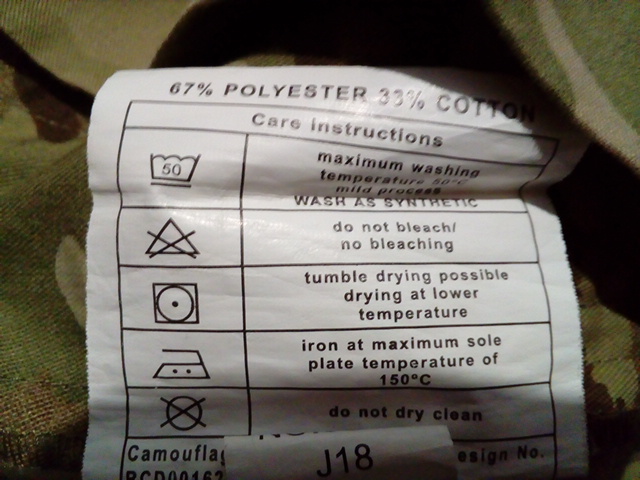 67% POLYESTER 33% COTTON
Care instructions
50
maximum washing
temperature 50°C
mild process
WASH AS SYNTHETIC
do not bleach/
no bleaching
tumble drying possible
drying at lower
temperature
iron at maximum sole
plate temperature of
150°C
do not dry clean
Camouflag
esign No.
J18